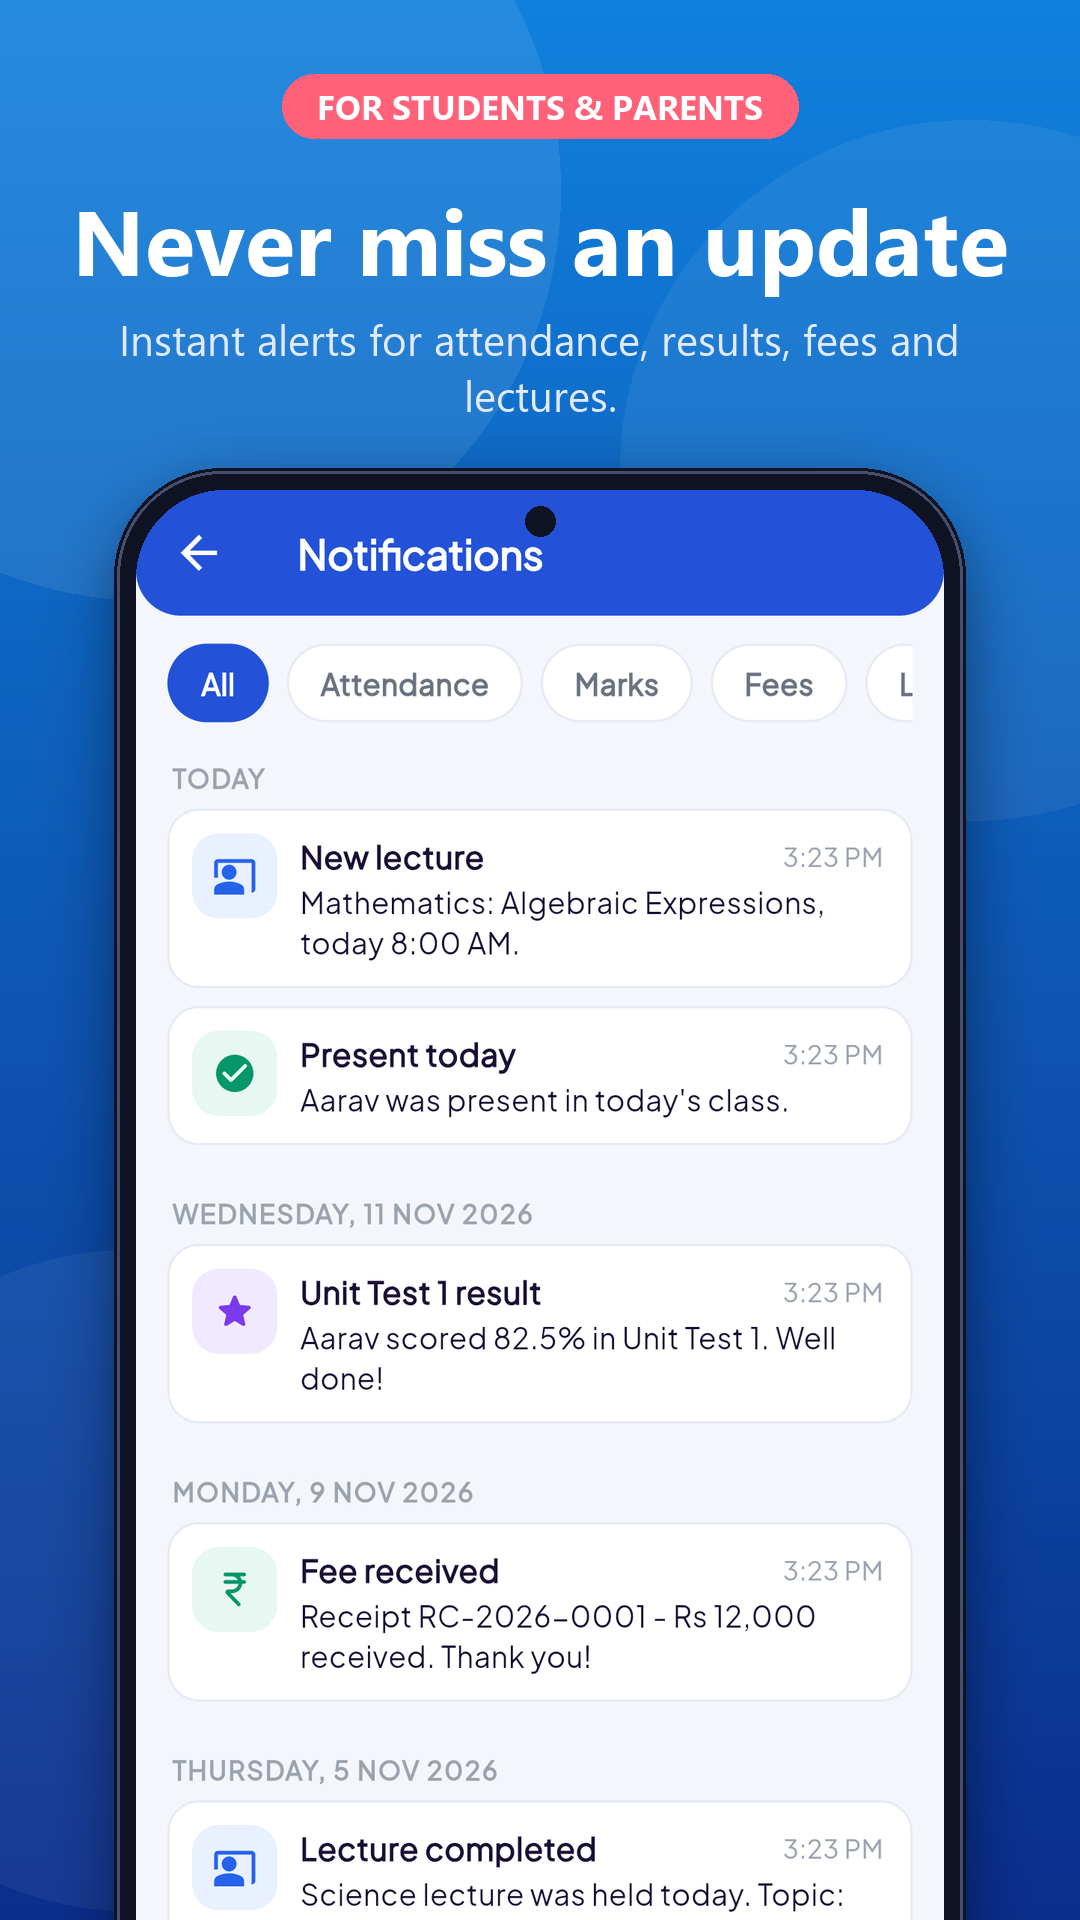 FOR STUDENTS & PARENTS
Never miss an update
Instant alerts for attendance, results, fees and
lectures.
Notifications
All Attendance Marks Fees L
TODAY
New lecture 3:23 PM
Mathematics: Algebraic Expressions,
today 8:00 AM.
Present today 3:23 PM
Aarav was present in today's class.
WEDNESDAY, 11 NOV 2026
Unit Test 1 result 3:23 PM
Aarav scored 82.5% in Unit Test 1. Well
done!
MONDAY, 9 NOV 2026
Fee received 3:23 PM
Receipt RC-2026-0001 - Rs 12,000
received. Thank you!
THURSDAY, 5 NOV 2026
Lecture completed 3:23 PM
Science lecture was held today. Topic: